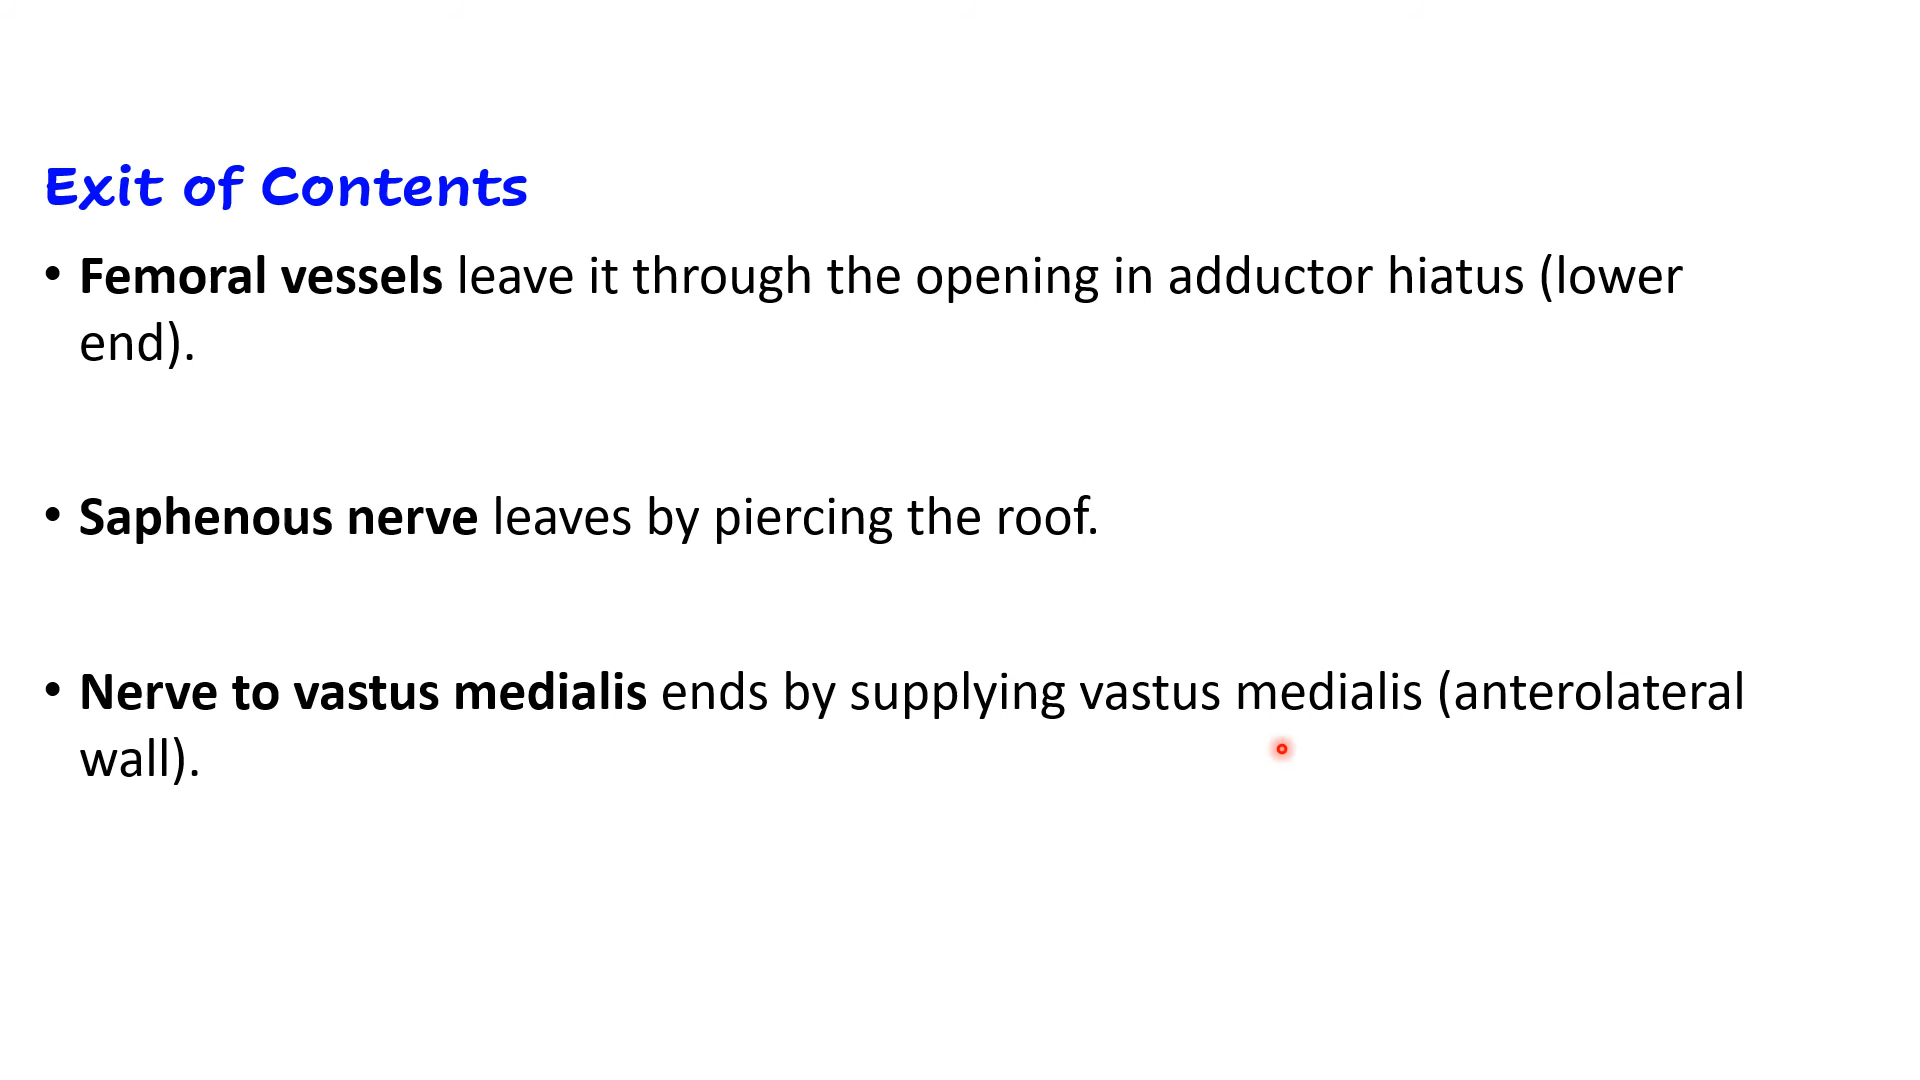 Exit of Contents
• Femoral vessels leave it through the opening in adductor hiatus (lower
end).
• Saphenous nerve leaves by piercing the roof.
• Nerve to vastus medialis ends by supplying vastus medialis (anterolateral
wall).